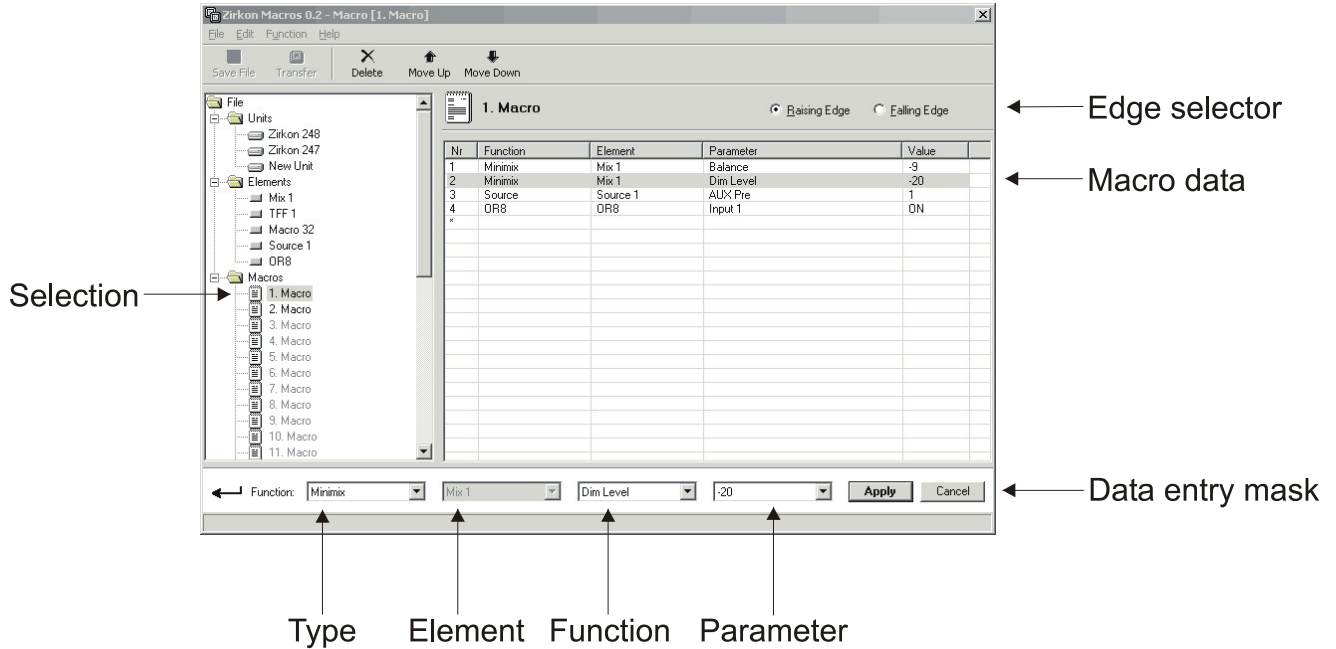 Zirkon Macros 0.2 - Macro [1. Macro]
File Edit Function Help
Save File Transfer Delete Move Up Move Down
File
Units
Zirkon 248
Zirkon 247
New Unit
Elements
Mix 1
TFF 1
Macro 32
Source 1
OR8
Macros
1. Macro
2. Macro
3. Macro
4. Macro
5. Macro
6. Macro
7. Macro
8. Macro
9. Macro
10. Macro
11. Macro
1. Macro Raising Edge Falling Edge
Nr Function Element Parameter Value
1 Minimix Mix 1 Balance -9
2 Minimix Mix 1 Dim Level -20
3 Source Source 1 AUX Pre 1
4 OR8 OR8 Input 1 ON
*
Function: Minimix Mix 1 Dim Level -20 Apply Cancel
Edge selector
Macro data
Selection
Data entry mask
Type Element Function Parameter